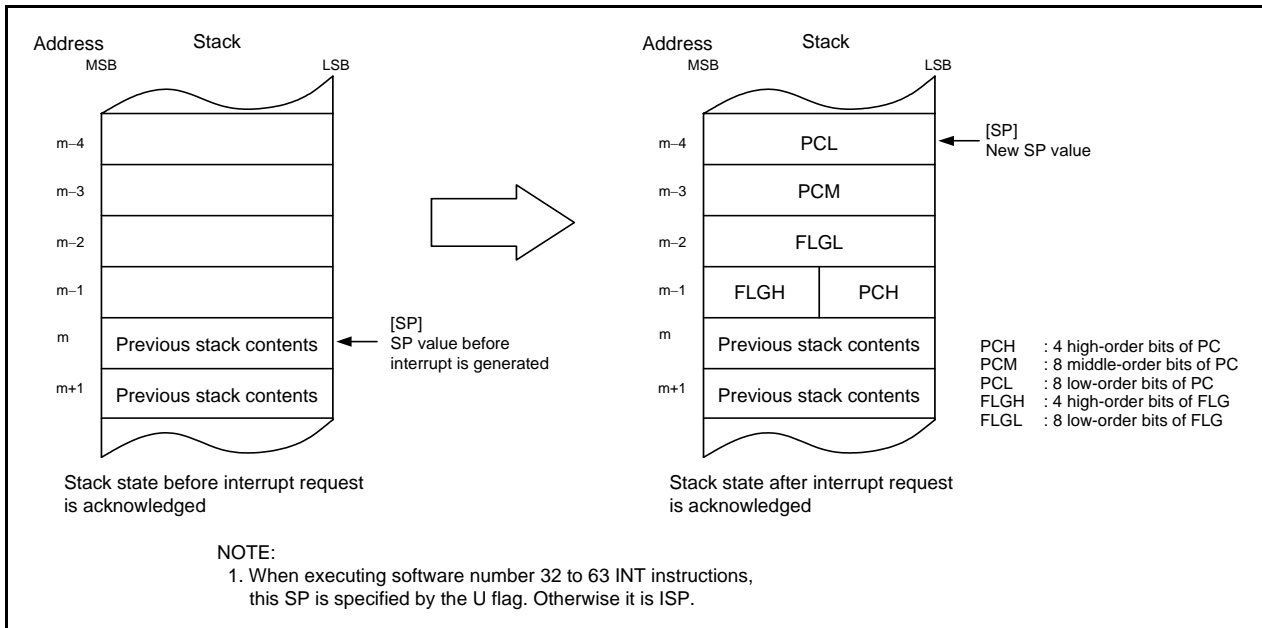 Address Stack
MSB LSB
m–4
m–3
m–2
m–1
m Previous stack contents
m+1 Previous stack contents
[SP]
SP value before
interrupt is generated
Stack state before interrupt request
is acknowledged
Address Stack
MSB LSB
m–4 PCL
m–3 PCM
m–2 FLGL
m–1 FLGH PCH
m Previous stack contents
m+1 Previous stack contents
[SP]
New SP value
PCH : 4 high-order bits of PC
PCM : 8 middle-order bits of PC
PCL : 8 low-order bits of PC
FLGH : 4 high-order bits of FLG
FLGL : 8 low-order bits of FLG
Stack state after interrupt request
is acknowledged
NOTE:
1. When executing software number 32 to 63 INT instructions,
this SP is specified by the U flag. Otherwise it is ISP.